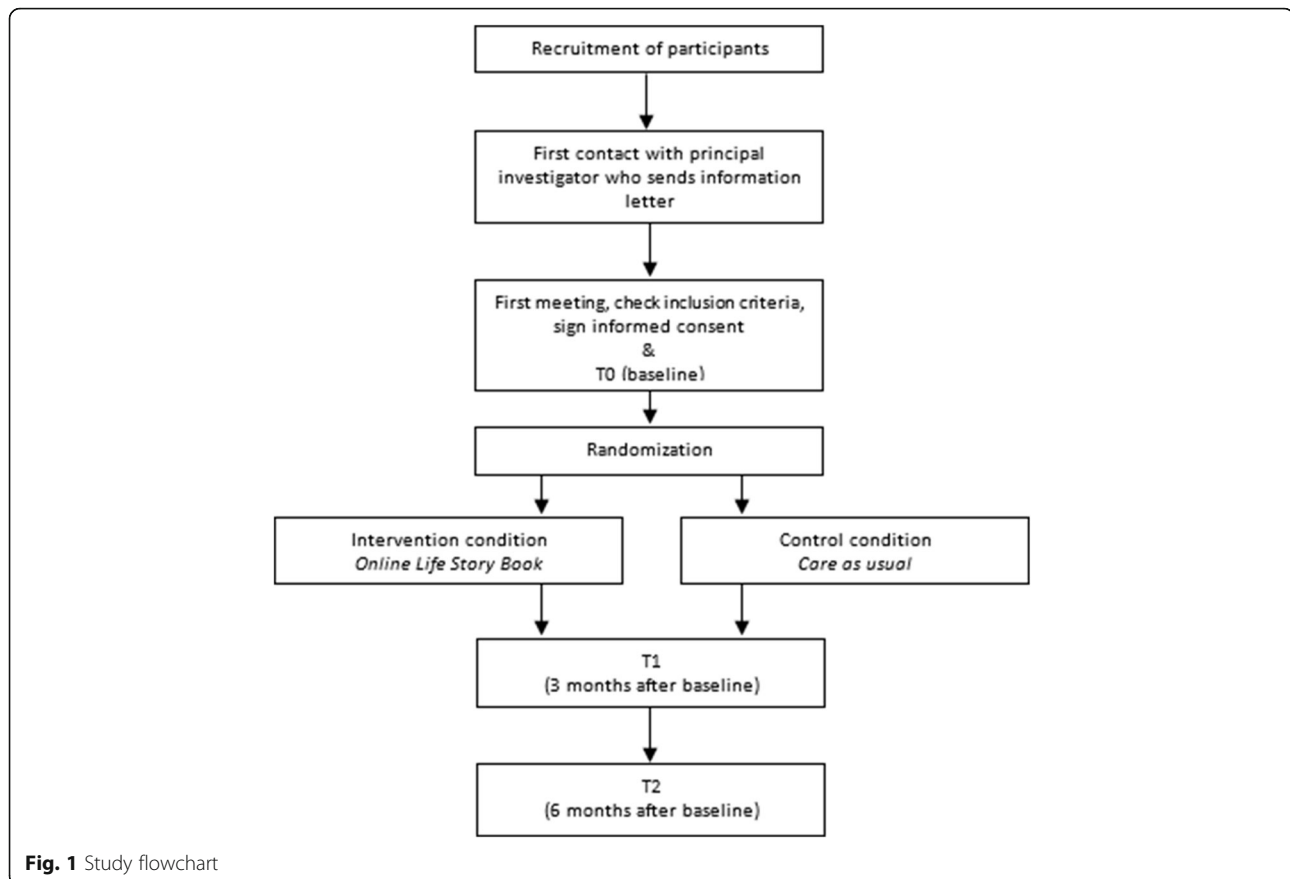 Recruitment of participants
First contact with principal
investigator who sends information
letter
First meeting, check inclusion criteria,
sign informed consent
&
T0 (baseline)
Randomization
Intervention condition
Online Life Story Book
Control condition
Care as usual
T1
(3 months after baseline)
T2
(6 months after baseline)
Fig. 1 Study flowchart